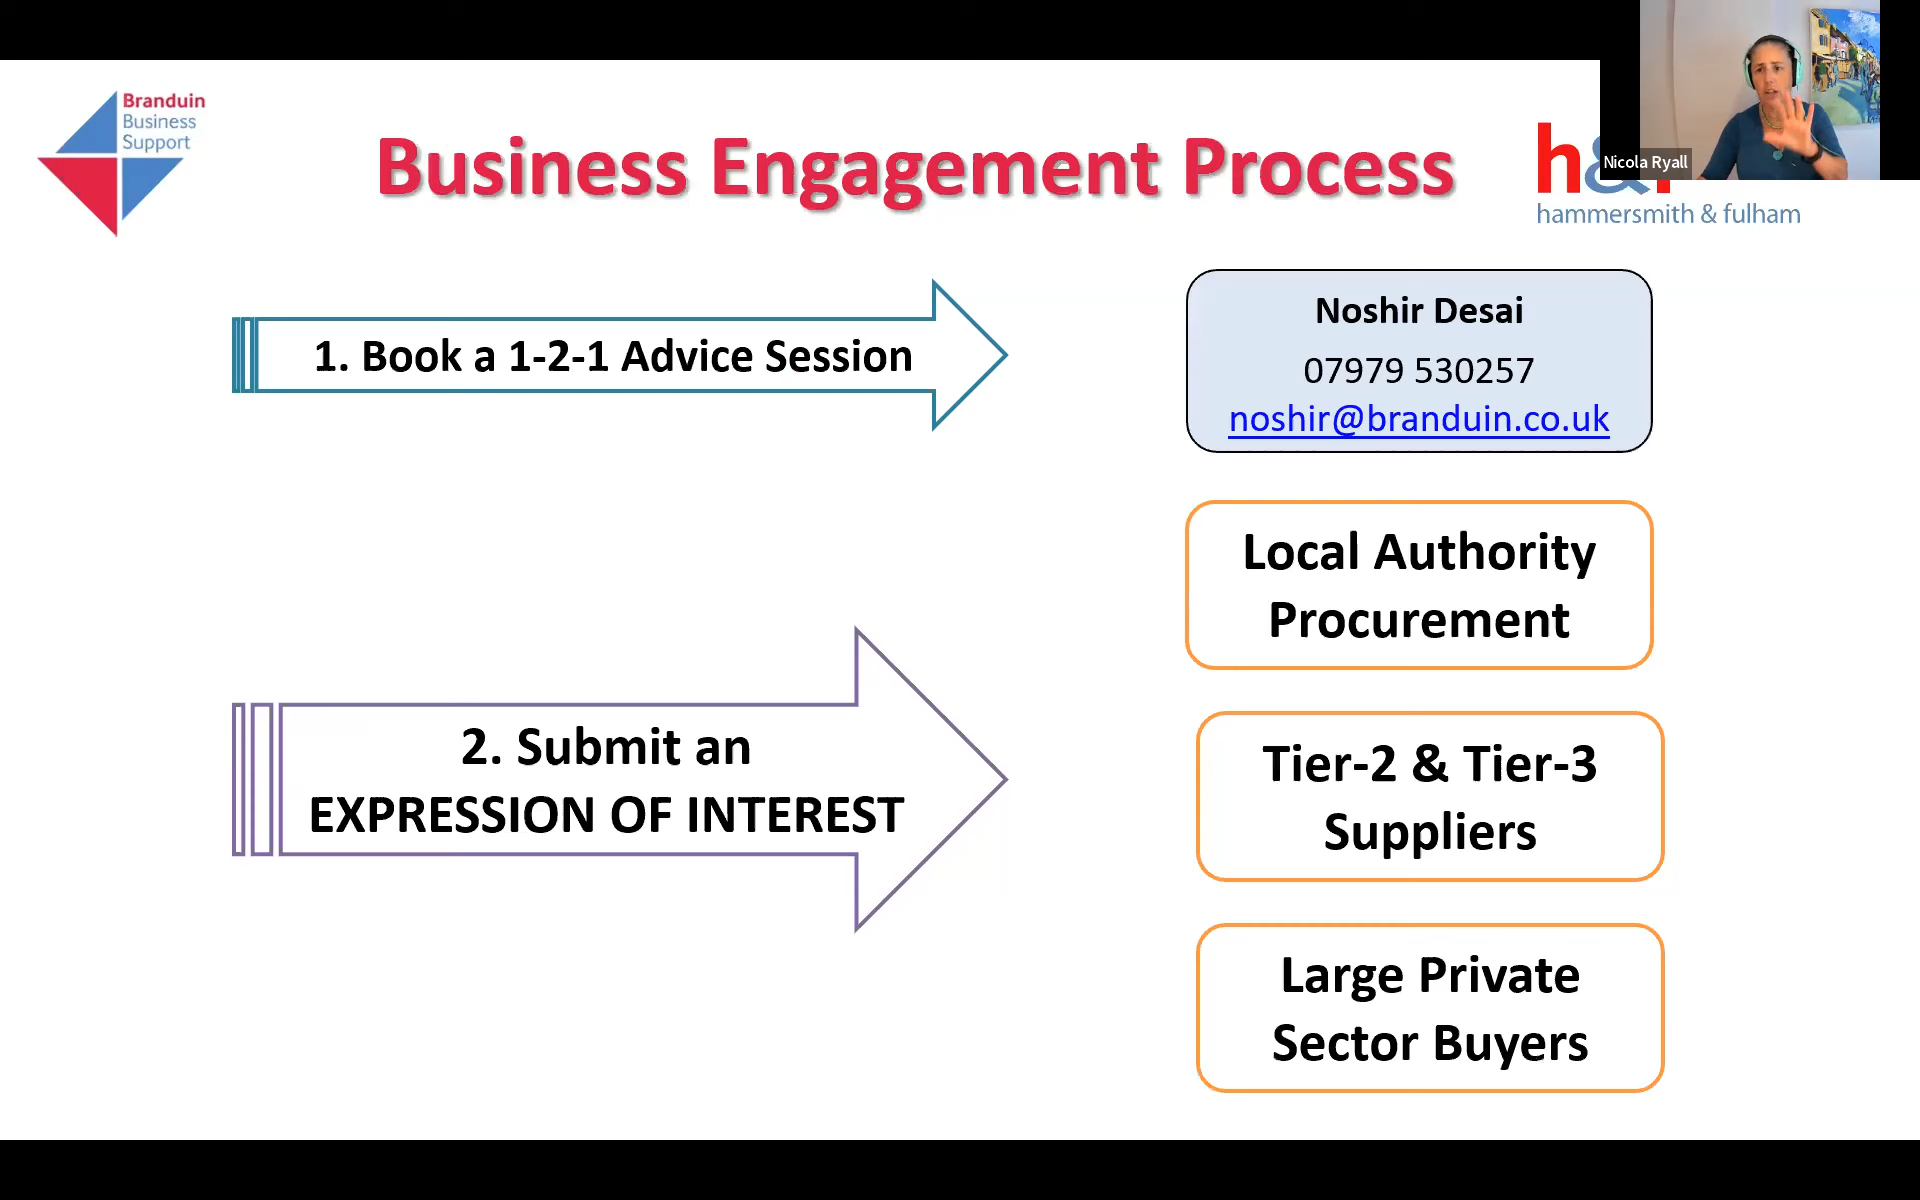 Branduin
Business
Support
Business Engagement Process
h&f
hammersmith & fulham
Nicola Ryall
1. Book a 1-2-1 Advice Session
Noshir Desai
07979 530257
noshir@branduin.co.uk
2. Submit an
EXPRESSION OF INTEREST
Local Authority
Procurement
Tier-2 & Tier-3
Suppliers
Large Private
Sector Buyers